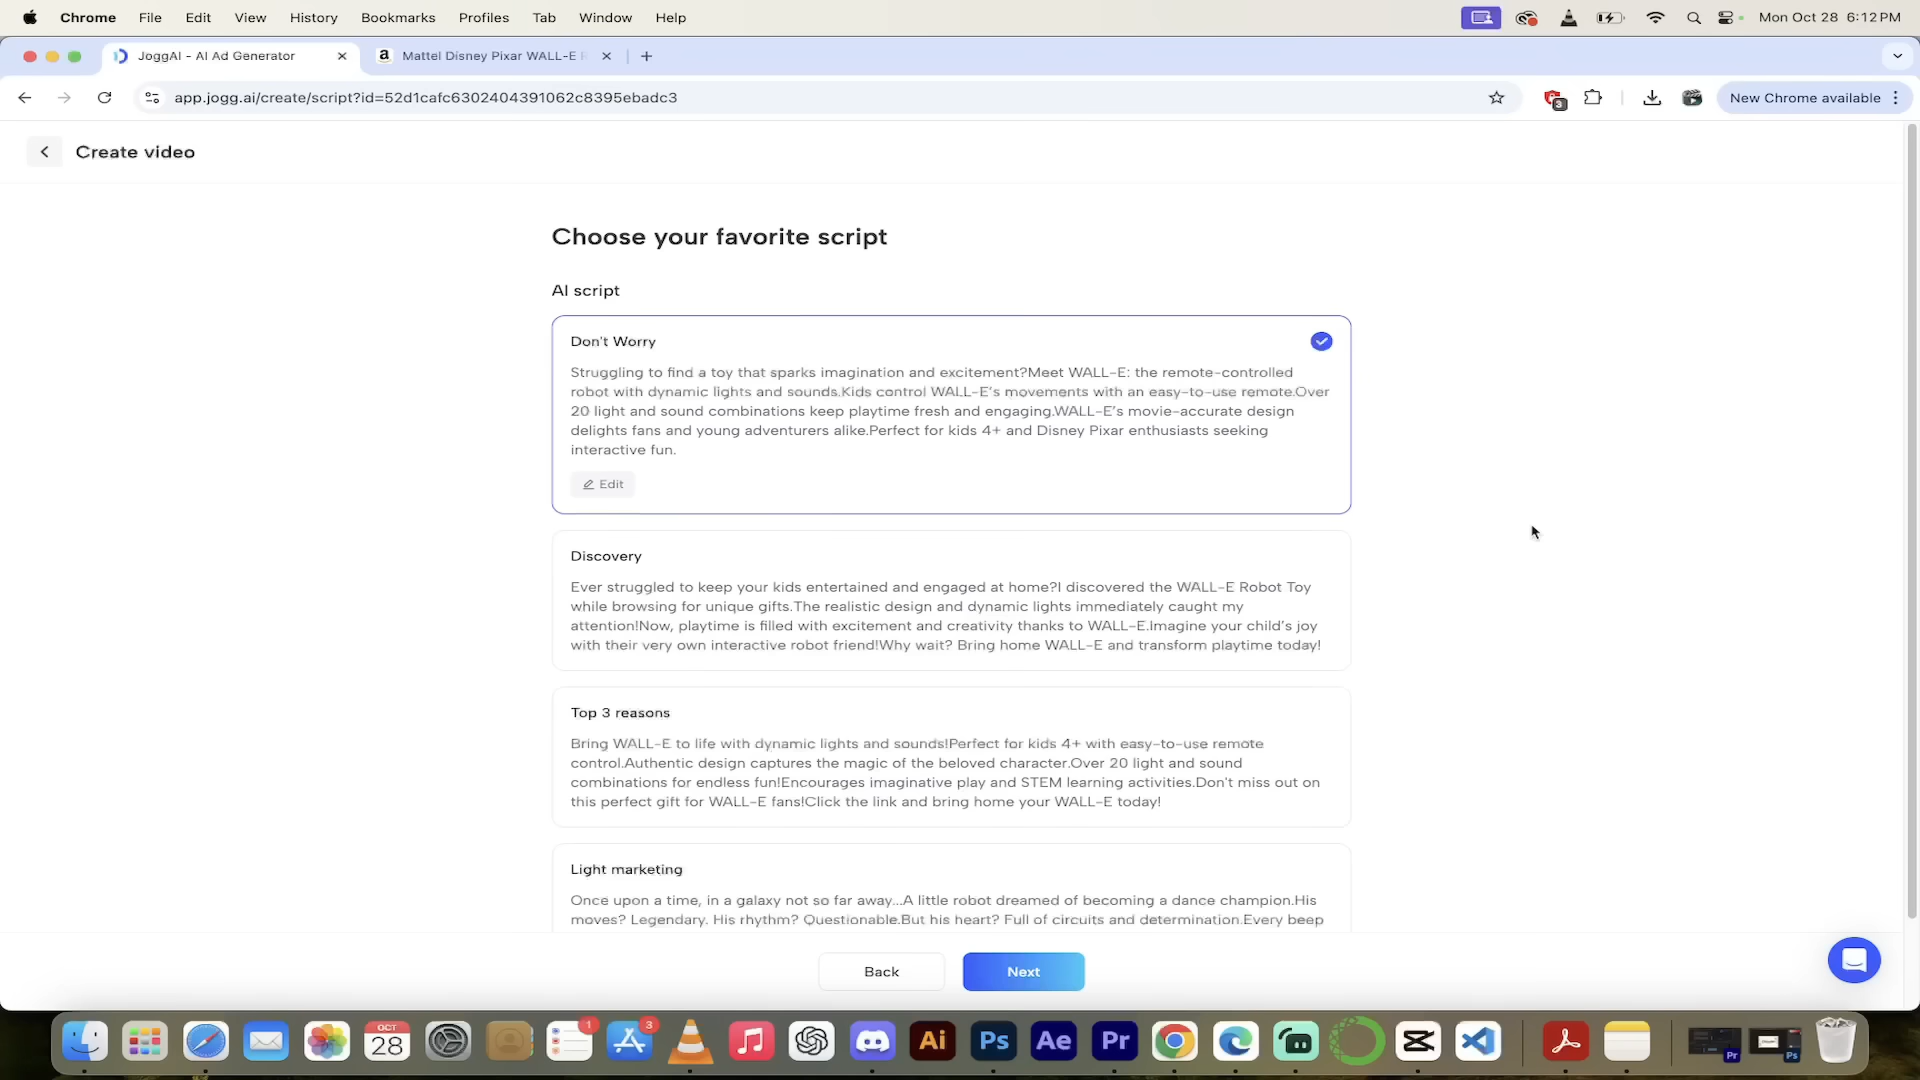 Chrome File Edit View History Bookmarks Profiles Tab Window Help Mon Oct 28 6:12 PM
JoggAI - AI Ad Generator
Mattel Disney Pixar WALL-E
app.jogg.ai/create/script?id=52d1cafc6302404391062c8395ebadc3
3
New Chrome available
Create video
Choose your favorite script
AI script
Don't Worry
Struggling to find a toy that sparks imagination and excitement?Meet WALL-E: the remote-controlled
robot with dynamic lights and sounds.Kids control WALL-E's movements with an easy-to-use remote.Over
20 light and sound combinations keep playtime fresh and engaging.WALL-E's movie-accurate design
delights fans and young adventurers alike.Perfect for kids 4+ and Disney Pixar enthusiasts seeking
interactive fun.
Edit
Discovery
Ever struggled to keep your kids entertained and engaged at home?I discovered the WALL-E Robot Toy
while browsing for unique gifts.The realistic design and dynamic lights immediately caught my
attention!Now, playtime is filled with excitement and creativity thanks to WALL-E.Imagine your child's joy
with their very own interactive robot friend!Why wait? Bring home WALL-E and transform playtime today!
Top 3 reasons
Bring WALL-E to life with dynamic lights and sounds!Perfect for kids 4+ with easy-to-use remote
control.Authentic design captures the magic of the beloved character.Over 20 light and sound
combinations for endless fun!Encourages imaginative play and STEM learning activities.Don't miss out on
this perfect gift for WALL-E fans!Click the link and bring home your WALL-E today!
Light marketing
Once upon a time, in a galaxy not so far away...A little robot dreamed of becoming a dance champion.His
moves? Legendary. His rhythm? Questionable.But his heart? Full of circuits and determination.Every beep
Back
Next
OCT
28
1
3
Ai
Ps
Ae
Pr
Pr
Ps